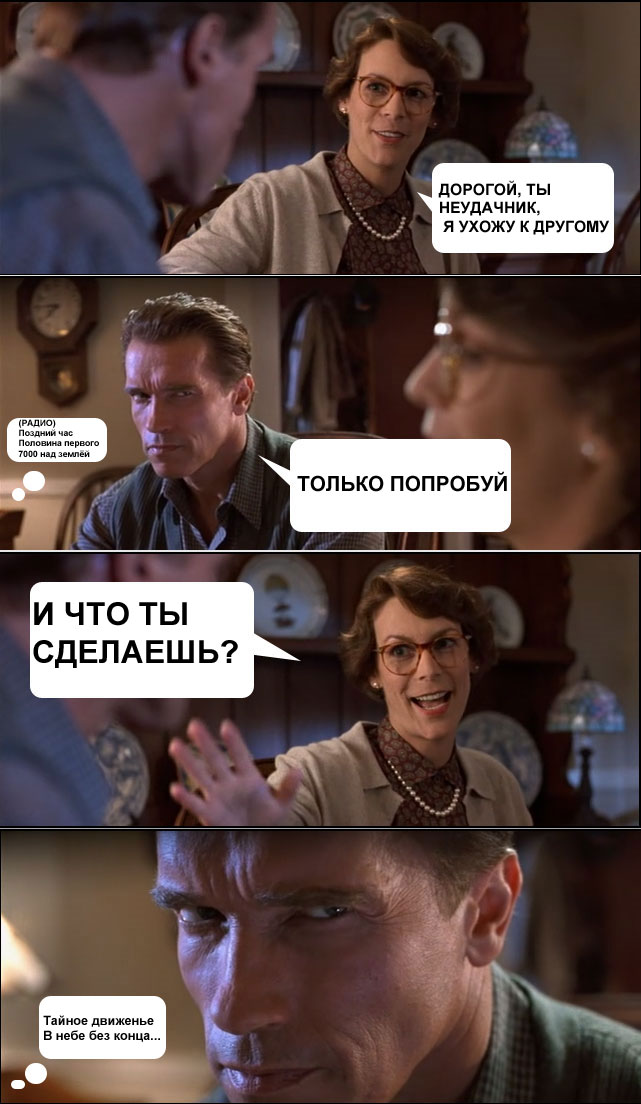 ДОРОГОЙ, ТЫ
НЕУДАЧНИК,
Я УХОЖУ К ДРУГОМУ
(РАДИО)
Поздний час
Половина первого
7000 над землёй
ТОЛЬКО ПОПРОБУЙ
И ЧТО ТЫ
СДЕЛАЕШЬ?
Тайное движенье
В небе без конца...